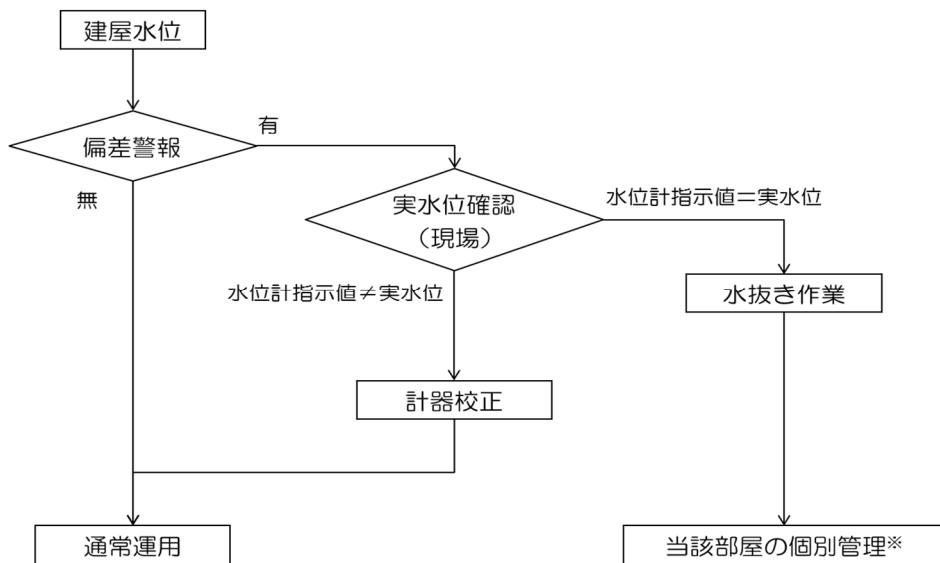 建屋水位
偏差警報
有
無
実水位確認
（現場）
水位計指示値＝実水位
水位計指示値≠実水位
水抜き作業
計器校正
通常運用
当該部屋の個別管理※